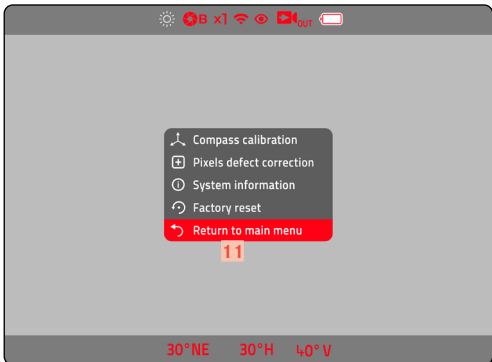 B x1 OUT
Compass calibration
Pixels defect correction
System information
Factory reset
Return to main menu
11
30°NE 30°H 40°V